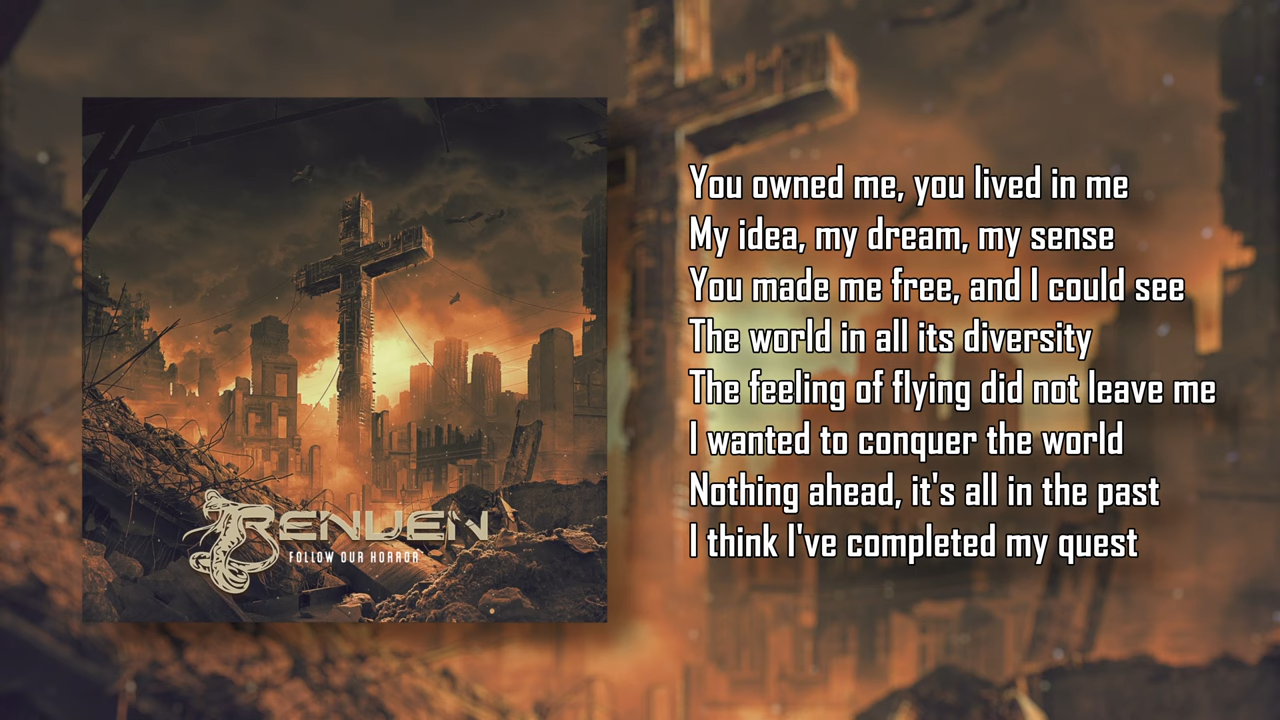 RENUEN
FOLLOW OUR HORROR
You owned me, you lived in me
My idea, my dream, my sense
You made me free, and I could see
The world in all its diversity
The feeling of flying did not leave me
I wanted to conquer the world
Nothing ahead, it's all in the past
I think I've completed my quest